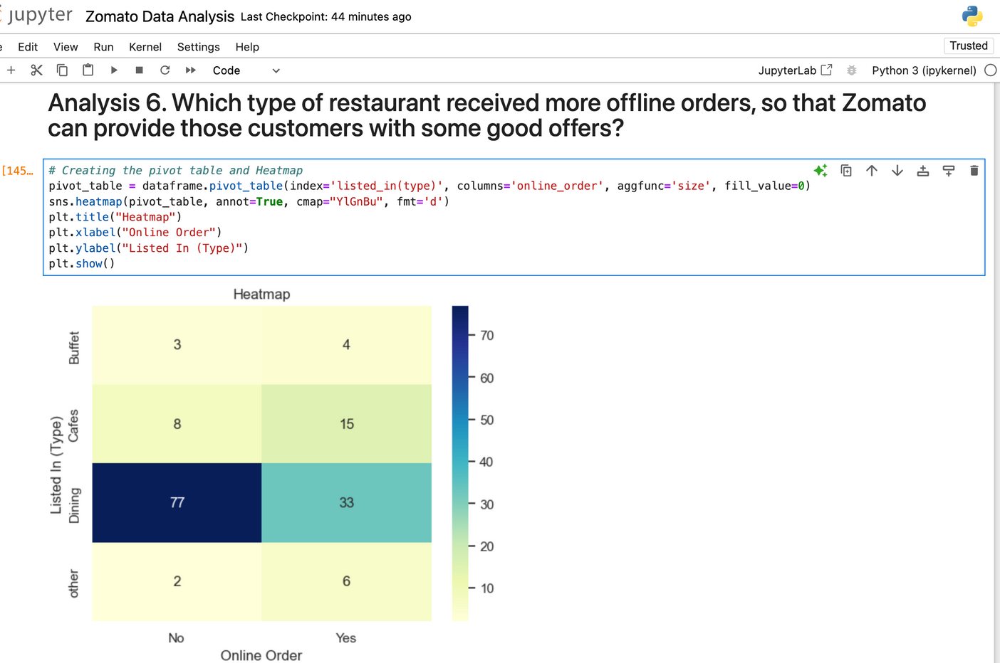 jupyter Zomato Data Analysis Last Checkpoint: 44 minutes ago
Edit View Run Kernel Settings Help Trusted
Code JupyterLab Python 3 (ipykernel)
Analysis 6. Which type of restaurant received more offline orders, so that Zomato
can provide those customers with some good offers?
[145...
# Creating the pivot table and Heatmap
pivot_table = dataframe.pivot_table(index='listed_in(type)', columns='online_order', aggfunc='size', fill_value=0)
sns.heatmap(pivot_table, annot=True, cmap="YlGnBu", fmt='d')
plt.title("Heatmap")
plt.xlabel("Online Order")
plt.ylabel("Listed In (Type)")
plt.show()
Heatmap
Listed In (Type)
Buffet 3 4
Cafes 8 15
Dining 77 33
other 2 6
No Yes
Online Order
70
60
50
40
30
20
10